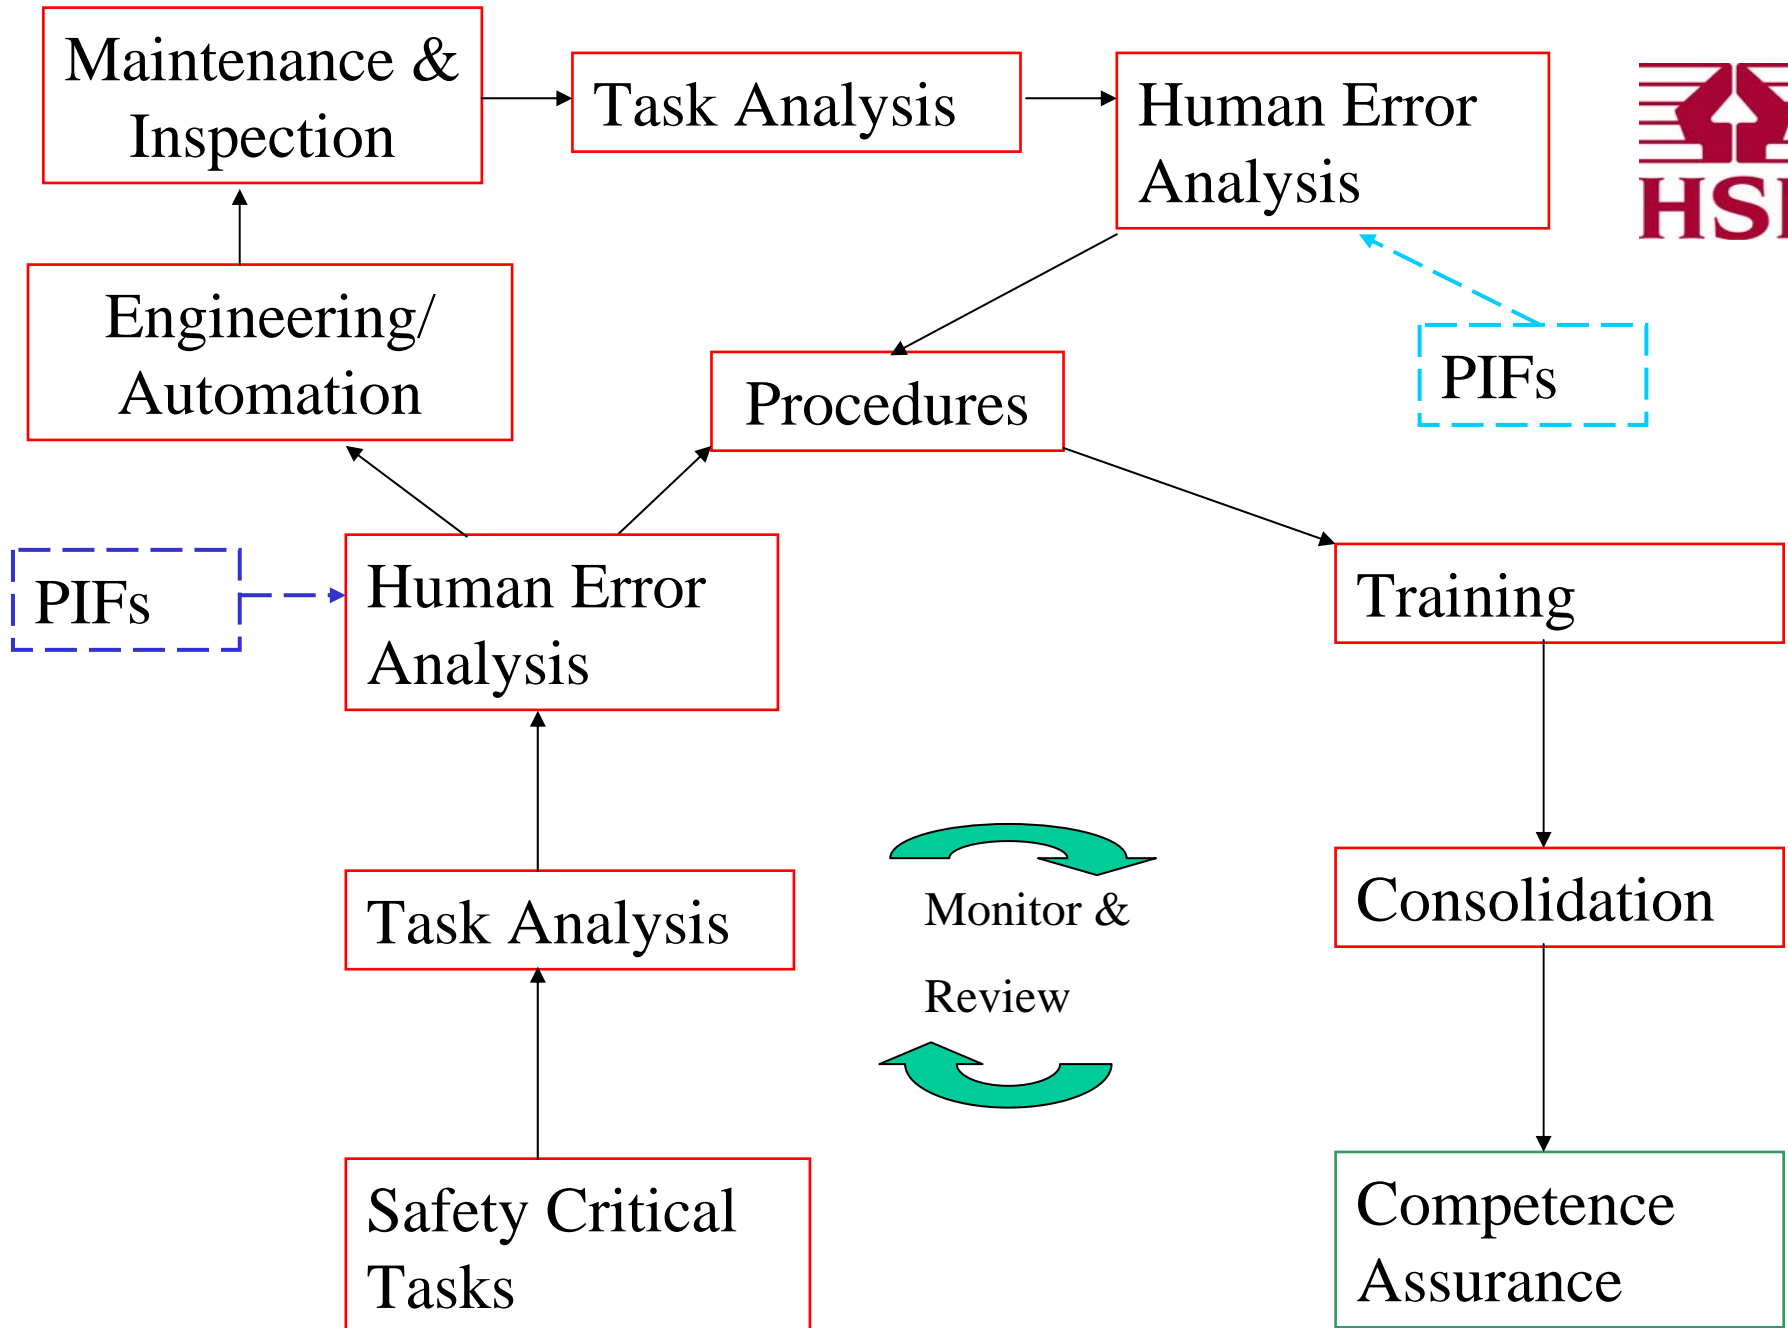 Maintenance &
Inspection
Task Analysis
Human Error
Analysis
HSE
Engineering/
Automation
Procedures
PIFs
PIFs
Human Error
Analysis
Training
Task Analysis
Monitor &
Review
Consolidation
Safety Critical
Tasks
Competence
Assurance